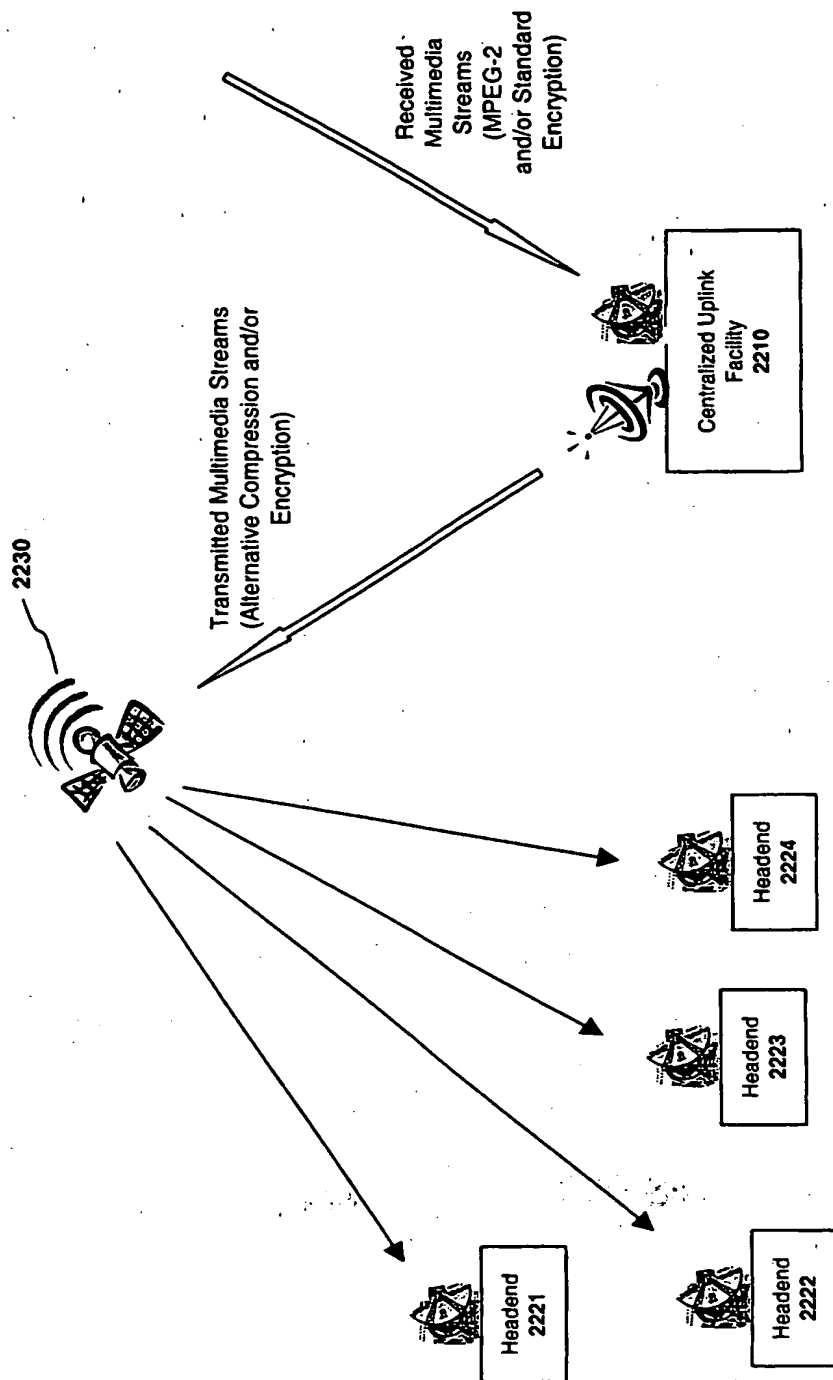 2230
Transmitted Multimedia Streams
(Alternative Compression and/or
Encryption)
Received
Multimedia
Streams
(MPEG-2
and/or Standard
Encryption)
Headend
2221
Headend
2222
Headend
2223
Headend
2224
Centralized Uplink
Facility
2210